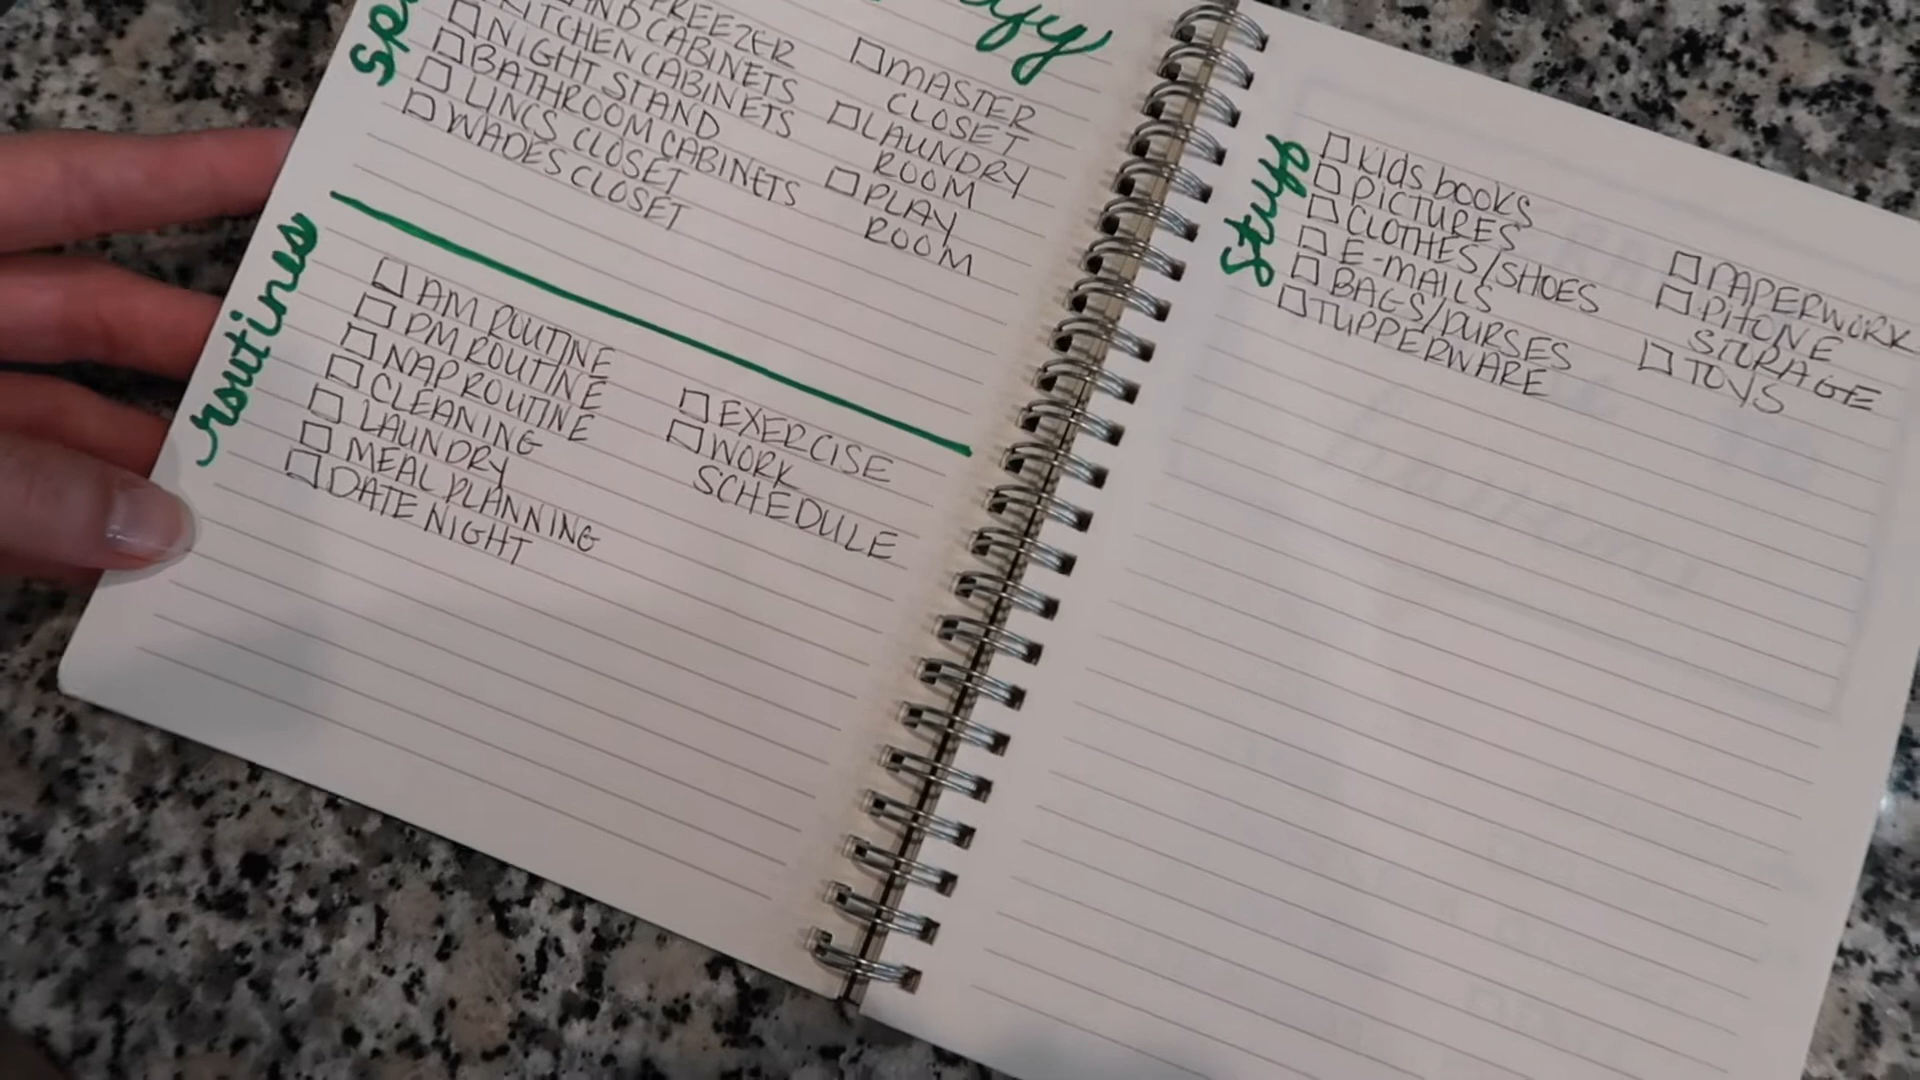 FREEZER
AND CABINETS
KITCHEN CABINETS
NIGHT STAND
BATHROOM CABINETS
LINCS CLOSET
WADES CLOSET
MASTER
CLOSET
LAUNDRY
ROOM
PLAY
ROOM
routines
AM ROUTINE
PM ROUTINE
NAP ROUTINE
CLEANING
LAUNDRY
MEAL PLANNING
DATE NIGHT
EXERCISE
WORK
SCHEDULE
Stuff
kids books
PICTURES
CLOTHES/SHOES
E-MAILS
BAGS/PURSES
TUPPERWARE
PAPERWORK
PHONE
STORAGE
TOYS